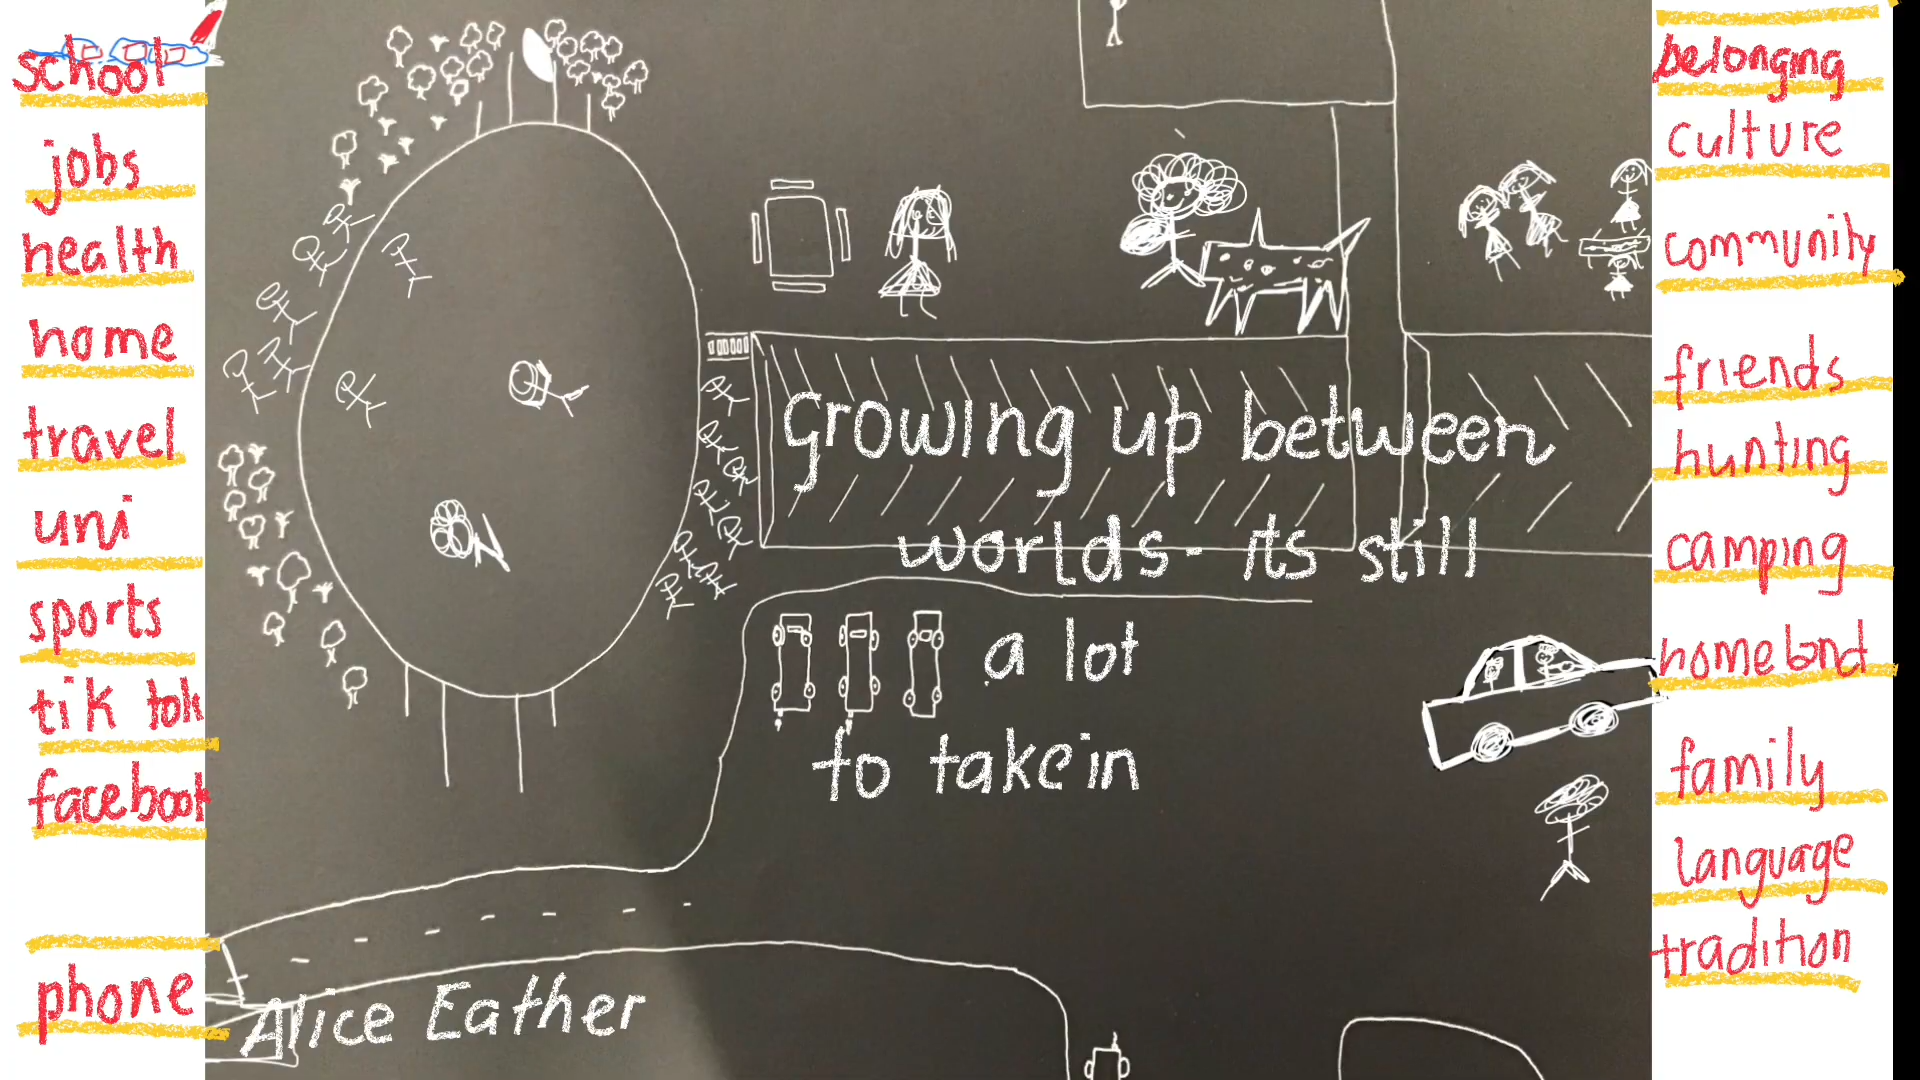 school
jobs
health
home
travel
uni
sports
tik tok
facebook
phone
Growing up between
worlds - its still
a lot
to take in
Alice Eather
belonging
culture
community
friends
hunting
camping
homeland
family
language
tradition